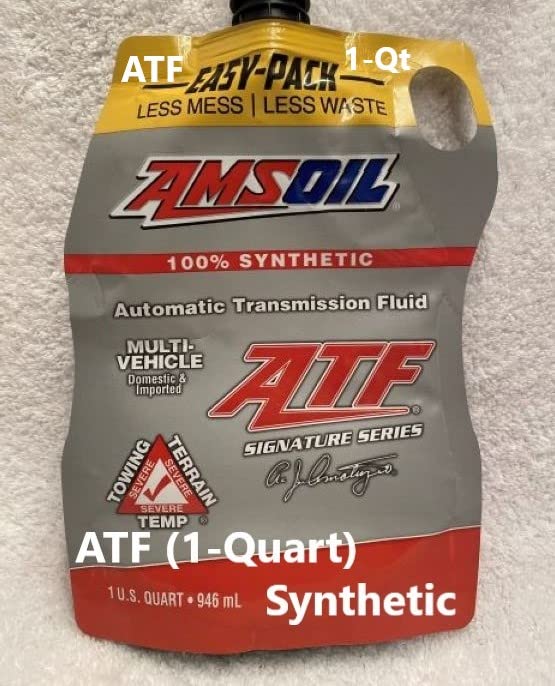 ATF
EASY-PACK
1-Qt
LESS MESS | LESS WASTE
AMSOIL
100% SYNTHETIC
Automatic Transmission Fluid
MULTI-
VEHICLE
Domestic &
Imported
ATF
SIGNATURE SERIES
A. J. Amatuzio
TOWING
TERRAIN
SEVERE
SEVERE
SEVERE
TEMP
ATF (1-Quart)
1 U.S. QUART • 946 mL
Synthetic